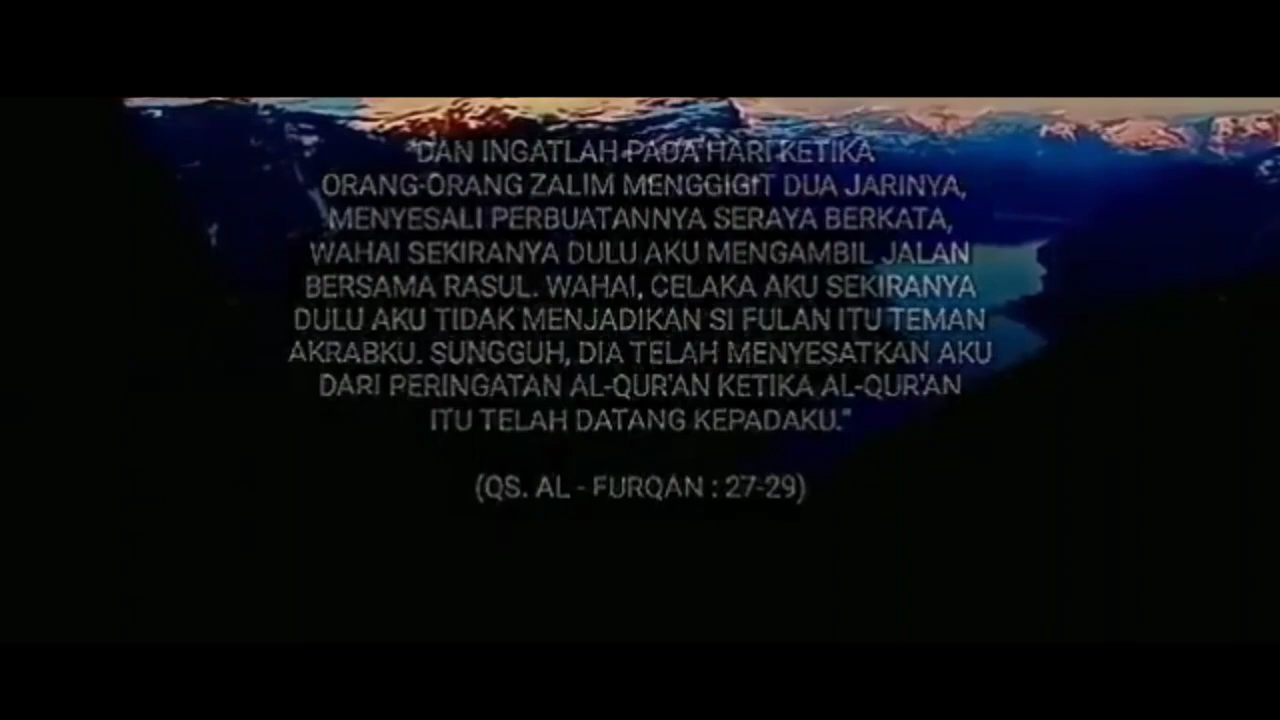 "DAN INGATLAH PADA HARI KETIKA
ORANG-ORANG ZALIM MENGGIGIT DUA JARINYA,
MENYESALI PERBUATANNYA SERAYA BERKATA,
WAHAI SEKIRANYA DULU AKU MENGAMBIL JALAN
BERSAMA RASUL. WAHAI, CELAKA AKU SEKIRANYA
DULU AKU TIDAK MENJADIKAN SI FULAN ITU TEMAN
AKRABKU. SUNGGUH, DIA TELAH MENYESATKAN AKU
DARI PERINGATAN AL-QUR'AN KETIKA AL-QUR'AN
ITU TELAH DATANG KEPADAKU."
(QS. AL - FURQAN : 27-29)